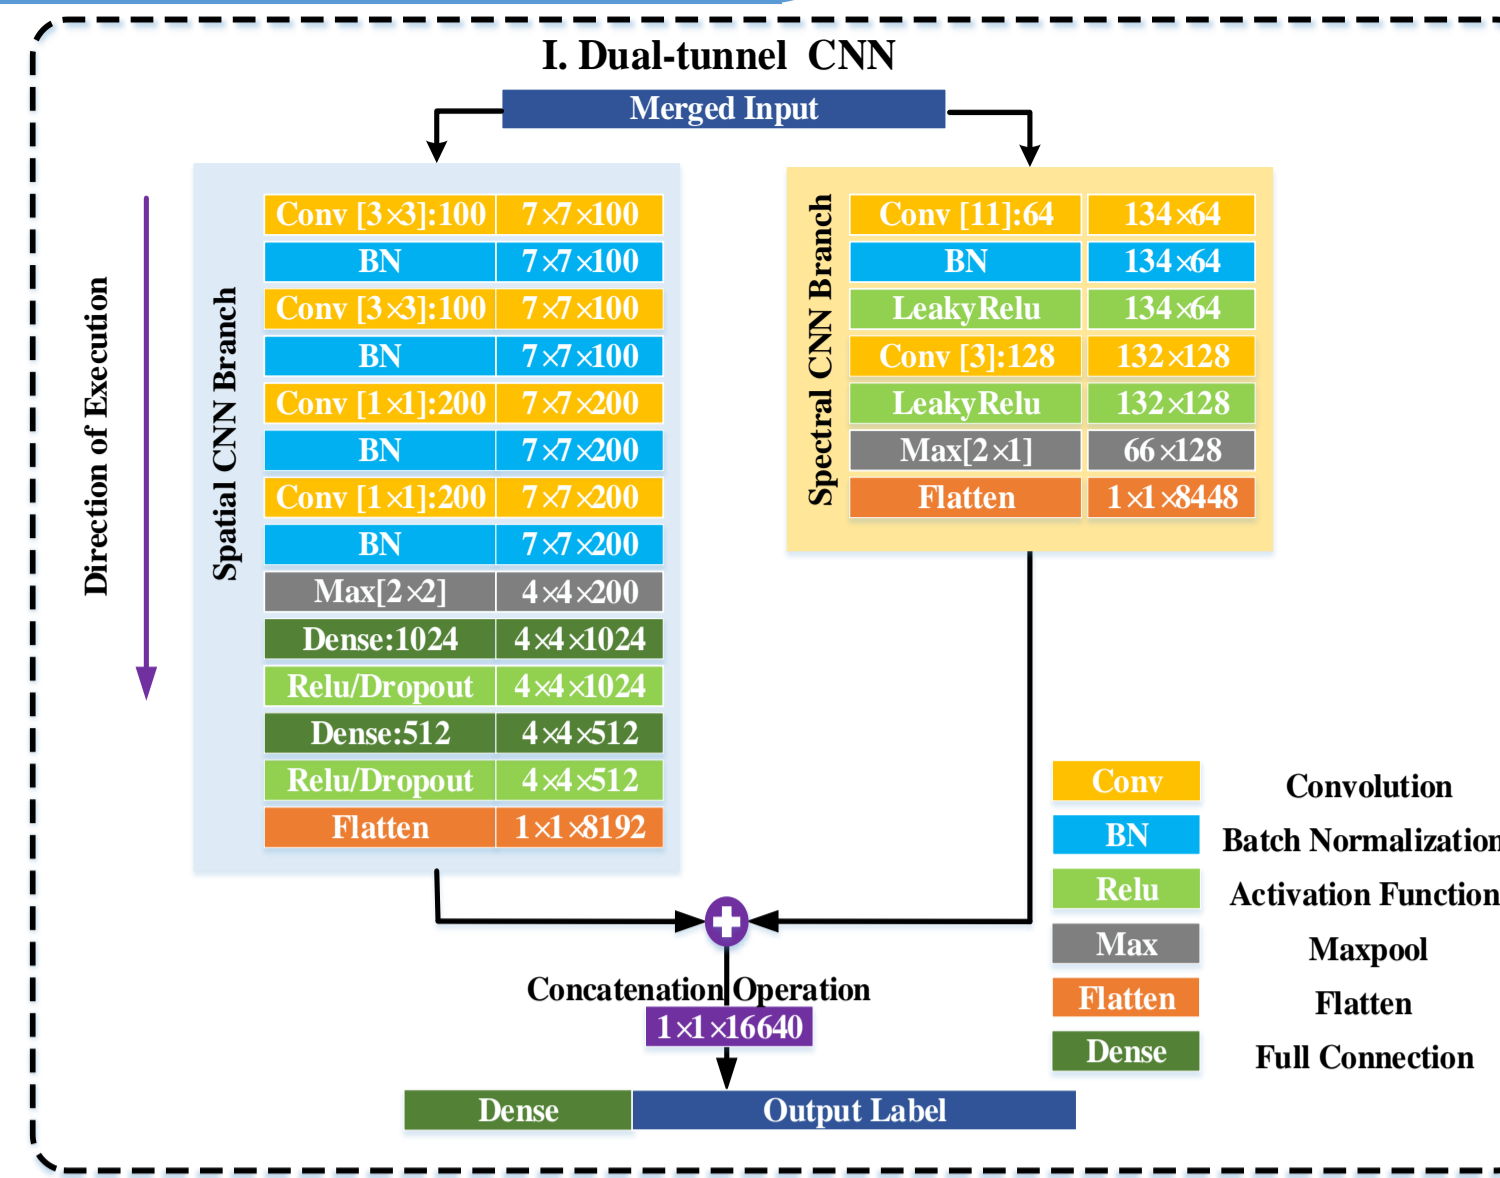 I. Dual-tunnel CNN
Merged Input
Direction of Execution
Spatial CNN Branch
Conv [3×3]:100 7×7×100
BN 7×7×100
Conv [3×3]:100 7×7×100
BN 7×7×100
Conv [1×1]:200 7×7×200
BN 7×7×200
Conv [1×1]:200 7×7×200
BN 7×7×200
Max[2×2] 4×4×200
Dense:1024 4×4×1024
Relu/Dropout 4×4×1024
Dense:512 4×4×512
Relu/Dropout 4×4×512
Flatten 1×1×8192
Spectral CNN Branch
Conv [11]:64 134×64
BN 134×64
LeakyRelu 134×64
Conv [3]:128 132×128
LeakyRelu 132×128
Max[2×1] 66×128
Flatten 1×1×8448
Conv Convolution
BN Batch Normalization
Relu Activation Function
Max Maxpool
Flatten Flatten
Dense Full Connection
Concatenation Operation
1×1×16640
Dense Output Label